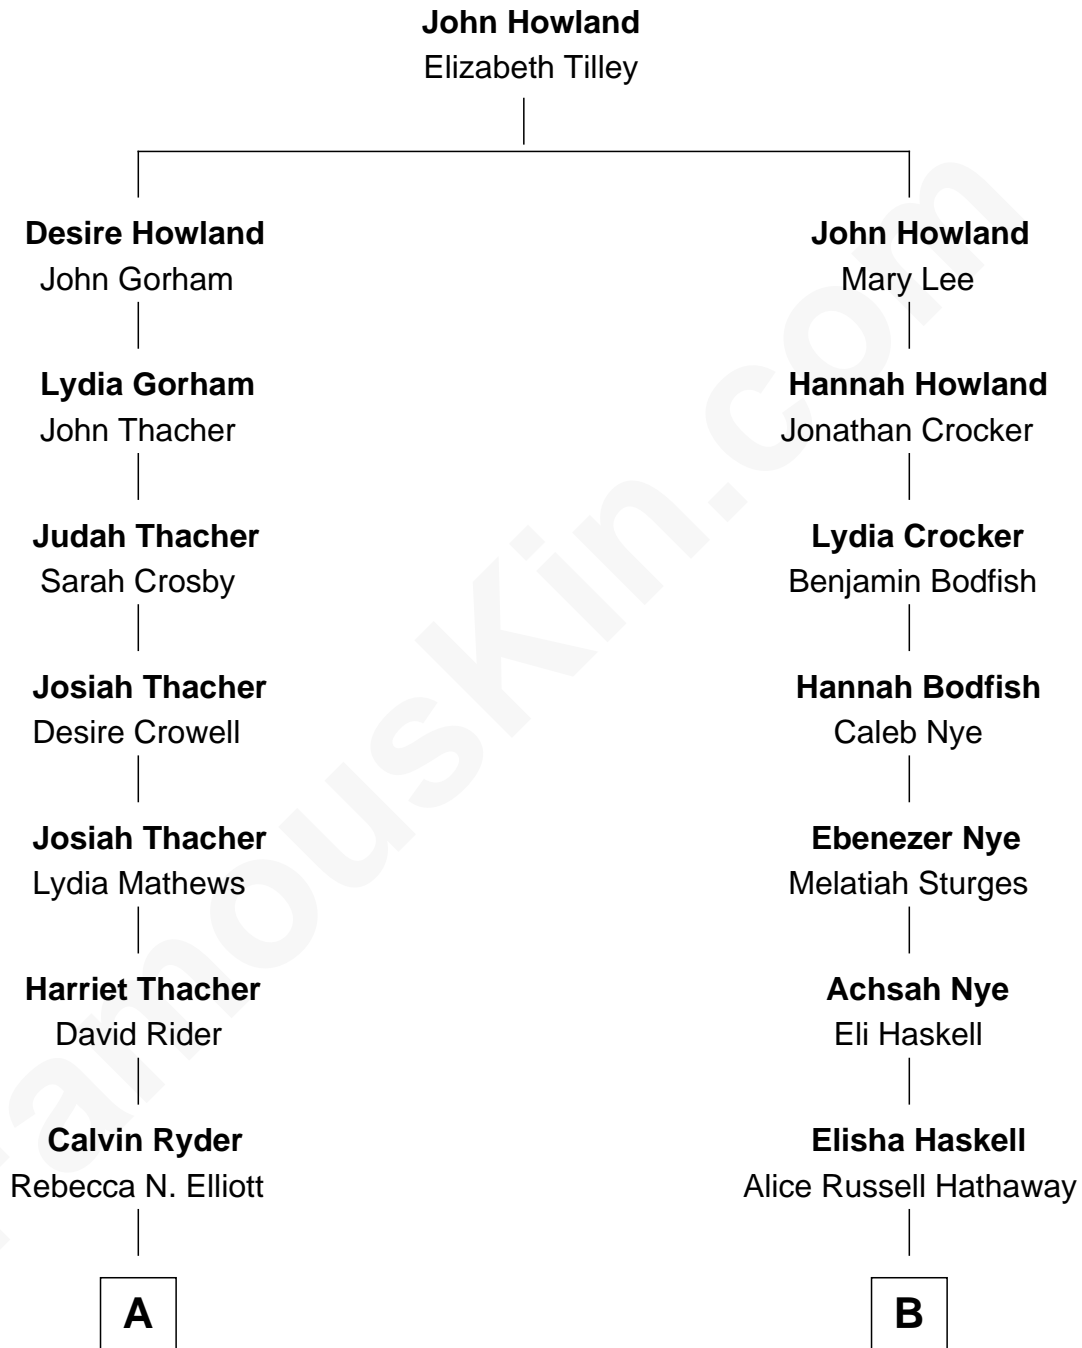 John Howland
Elizabeth Tilley
Desire Howland
John Gorham
John Howland
Mary Lee
Lydia Gorham
John Thacher
Hannah Howland
Jonathan Crocker
Judah Thacher
Sarah Crosby
Lydia Crocker
Benjamin Bodfish
Josiah Thacher
Desire Crowell
Hannah Bodfish
Caleb Nye
Josiah Thacher
Lydia Mathews
Ebenezer Nye
Melatiah Sturges
Harriet Thacher
David Rider
Achsah Nye
Eli Haskell
Calvin Ryder
Rebecca N. Elliott
Elisha Haskell
Alice Russell Hathaway
A
B
FamousKin.com